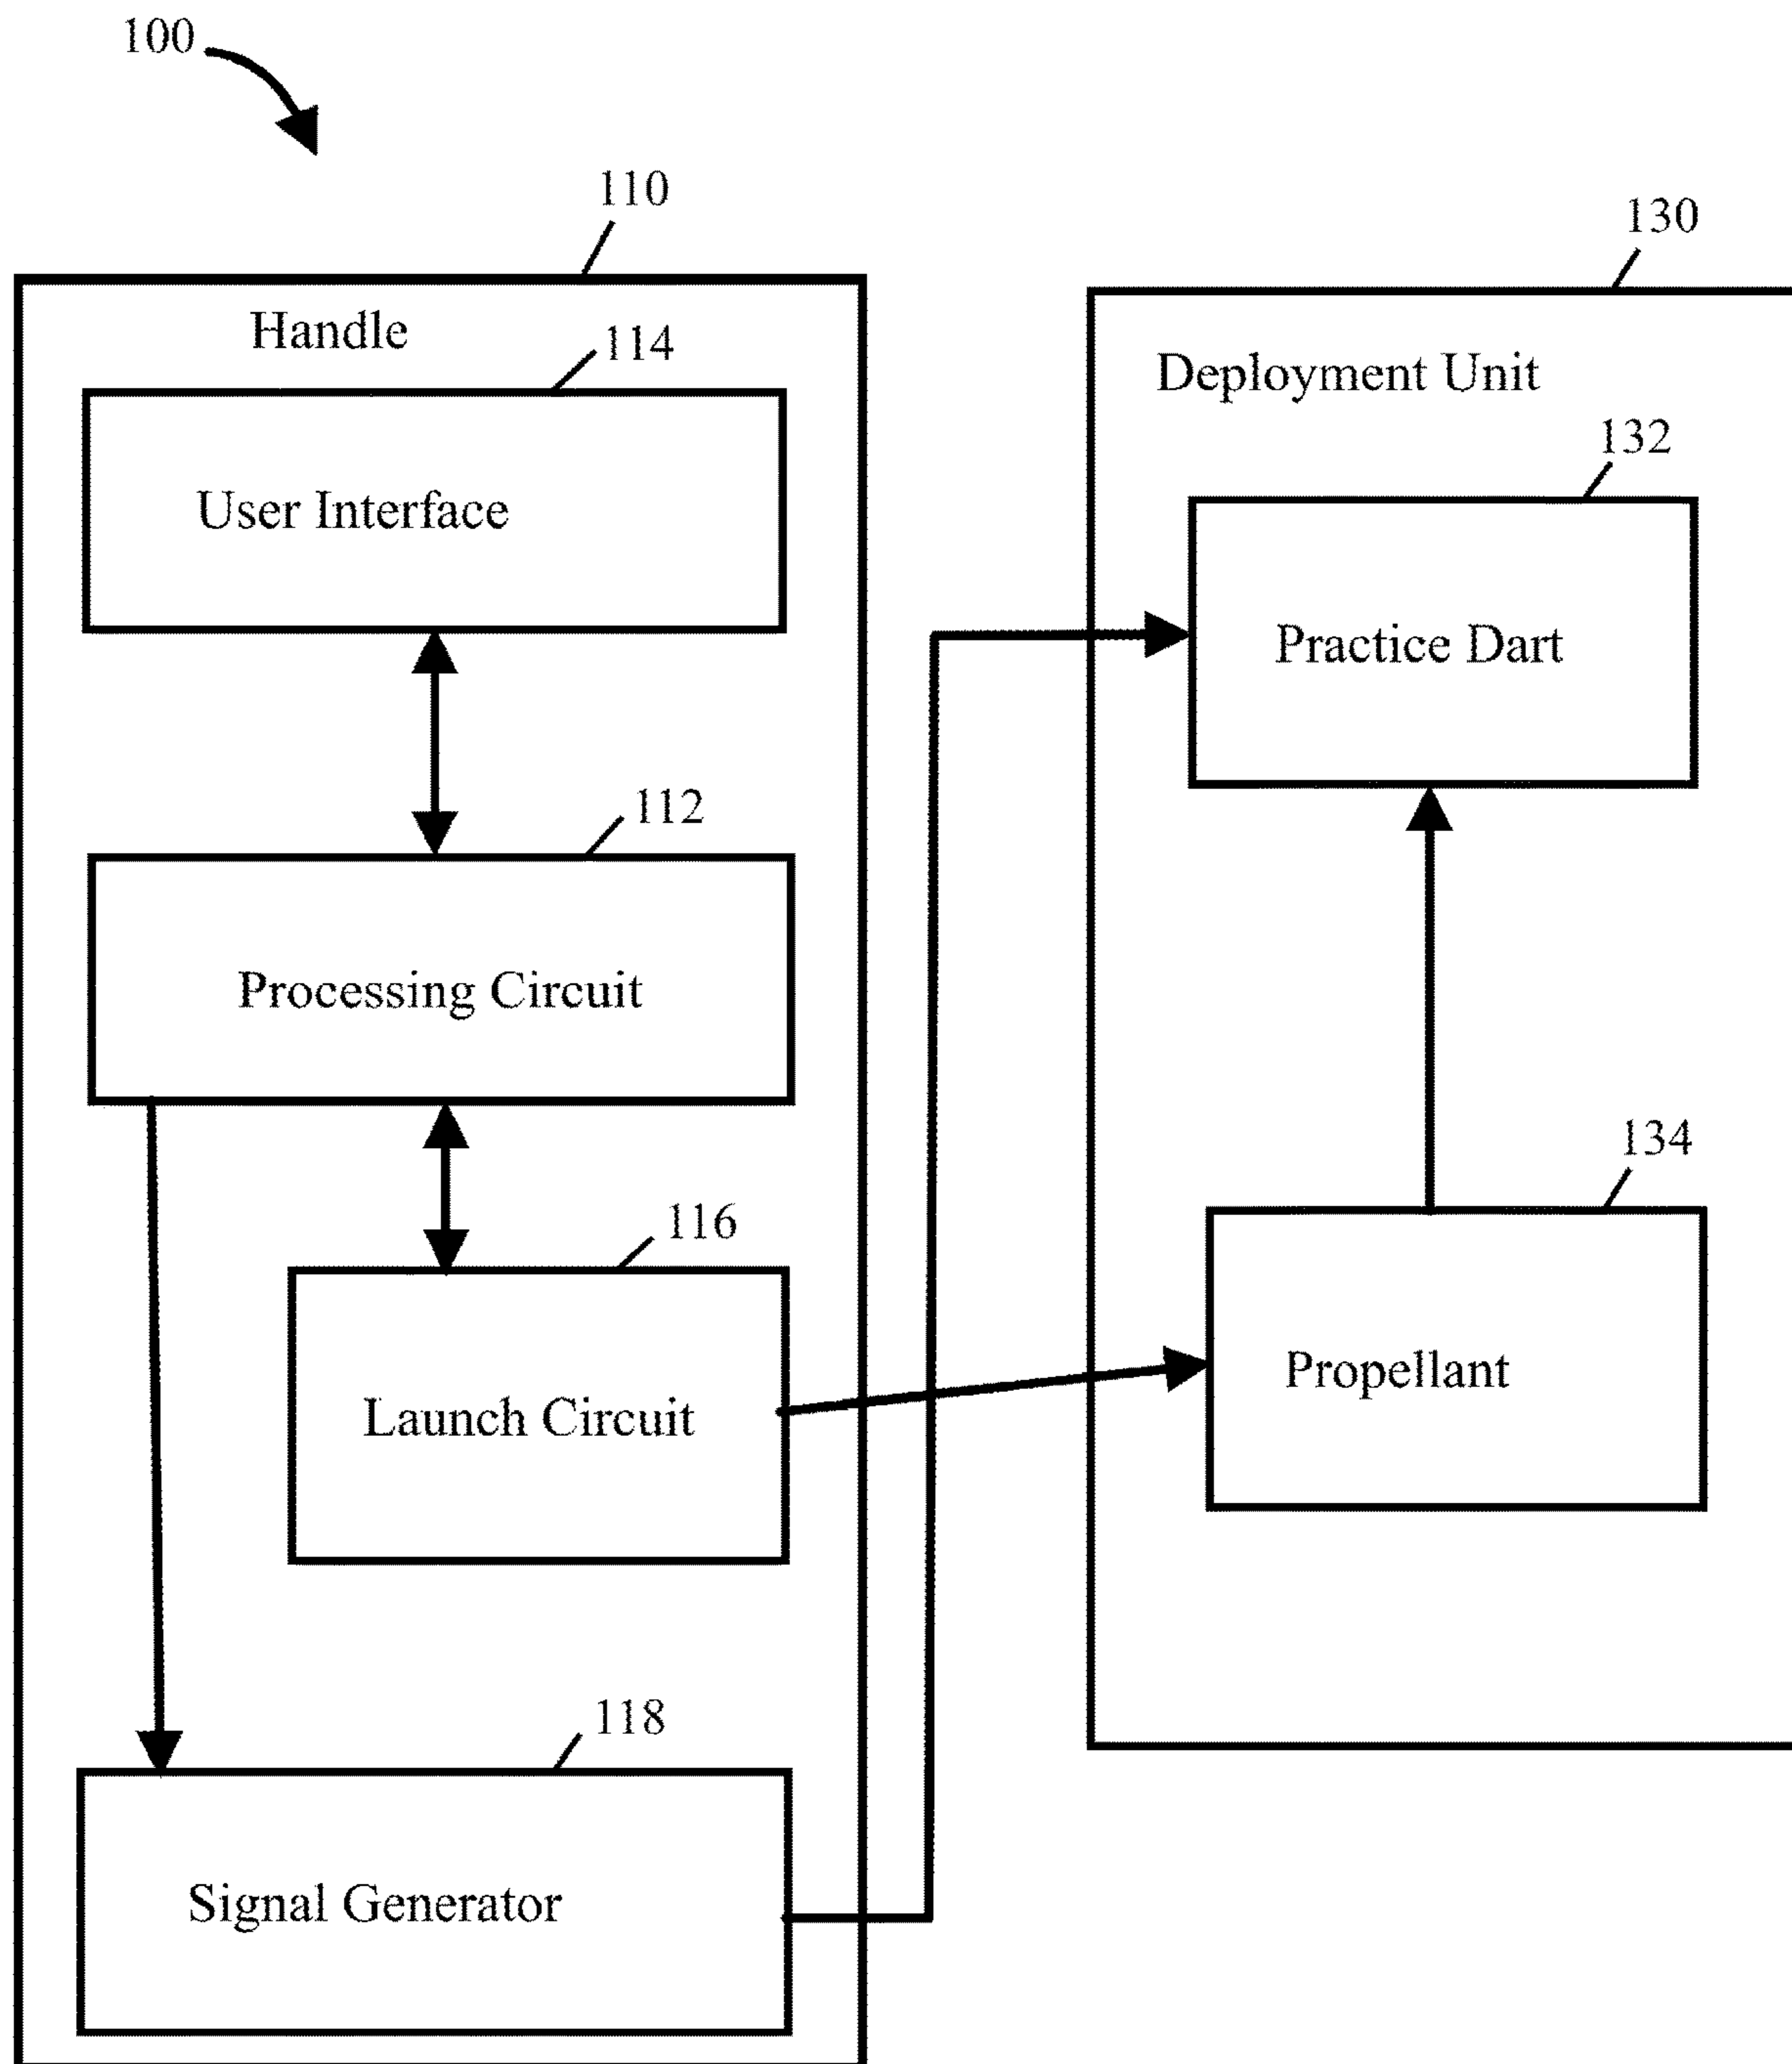 100
110
130
Handle
114
Deployment Unit
132
User Interface
Practice Dart
112
Processing Circuit
134
116
Propellant
Launch Circuit
118
Signal Generator